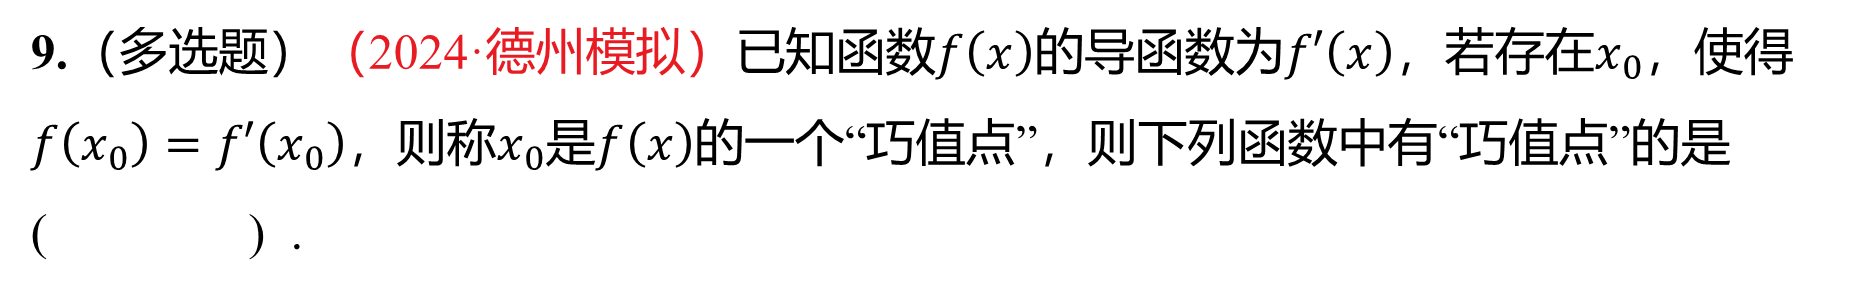 9.（多选题）（2024·德州模拟）已知函数f(x)的导函数为f′(x)，若存在x₀，使得
f(x₀) = f′(x₀)，则称x₀是f(x)的一个“巧值点”，则下列函数中有“巧值点”的是
(        ) .